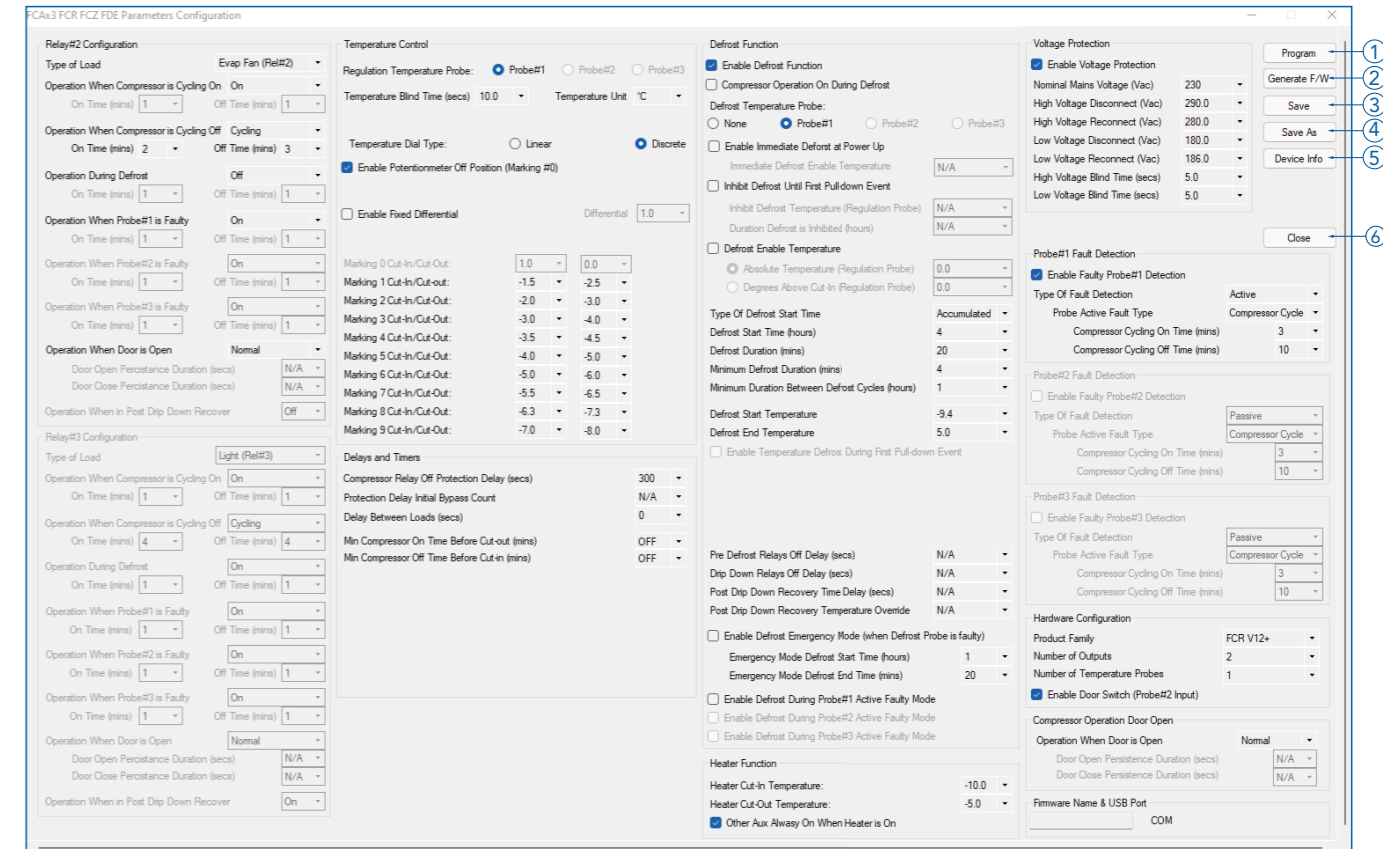 FCAx3 FCR FCZ FDE Parameters Configuration
Relay#2 Configuration
Type of Load Evap Fan (Rel#2)
Operation When Compressor is Cycling On On
On Time (mins) 1 Off Time (mins) 1
Operation When Compressor is Cycling Off Cycling
On Time (mins) 2 Off Time (mins) 3
Operation During Defrost Off
On Time (mins) 1 Off Time (mins) 1
Operation When Probe#1 is Faulty On
On Time (mins) 1 Off Time (mins) 1
Operation When Probe#2 is Faulty On
On Time (mins) 1 Off Time (mins) 1
Operation When Probe#3 is Faulty On
On Time (mins) 1 Off Time (mins) 1
Operation When Door is Open Normal
Door Open Percistance Duration (secs) N/A
Door Close Percistance Duration (secs) N/A
Operation When in Post Drip Down Recover Off
Relay#3 Configuration
Type of Load Light (Rel#3)
Operation When Compressor is Cycling On On
On Time (mins) 1 Off Time (mins) 1
Operation When Compressor is Cycling Off Cycling
On Time (mins) 4 Off Time (mins) 4
Operation During Defrost On
On Time (mins) 1 Off Time (mins) 1
Operation When Probe#1 is Faulty On
On Time (mins) 1 Off Time (mins) 1
Operation When Probe#2 is Faulty On
On Time (mins) 1 Off Time (mins) 1
Operation When Probe#3 is Faulty On
On Time (mins) 1 Off Time (mins) 1
Operation When Door is Open Normal
Door Open Percistance Duration (secs) N/A
Door Close Percistance Duration (secs) N/A
Operation When in Post Drip Down Recover On
Temperature Control
Regulation Temperature Probe: Probe#1 Probe#2 Probe#3
Temperature Blind Time (secs) 10.0 Temperature Unit °C
Temperature Dial Type: Linear Discrete
Enable Potentionmeter Off Position (Marking #0)
Enable Fixed Differential Differential 1.0
Marking 0 Cut-In/Cut-Out: 1.0 0.0
Marking 1 Cut-In/Cut-out: -1.5 -2.5
Marking 2 Cut-In/Cut-Out: -2.0 -3.0
Marking 3 Cut-In/Cut-Out: -3.0 -4.0
Marking 4 Cut-In/Cut-Out: -3.5 -4.5
Marking 5 Cut-In/Cut-Out: -4.0 -5.0
Marking 6 Cut-In/Cut-Out: -5.0 -6.0
Marking 7 Cut-In/Cut-Out: -5.5 -6.5
Marking 8 Cut-In/Cut-Out: -6.3 -7.3
Marking 9 Cut-In/Cut-Out: -7.0 -8.0
Delays and Timers
Compressor Relay Off Protection Delay (secs) 300
Protection Delay Initial Bypass Count N/A
Delay Between Loads (secs) 0
Min Compressor On Time Before Cut-out (mins) OFF
Min Compressor Off Time Before Cut-in (mins) OFF
Defrost Function
Enable Defrost Function
Compressor Operation On During Defrost
Defrost Temperature Probe:
None Probe#1 Probe#2 Probe#3
Enable Immediate Deforst at Power Up
Immediate Defrost Enable Temperature N/A
Inhibit Defrost Until First Pulldown Event
Inhibit Defrost Temperature (Regulation Probe) N/A
Duration Defrost is Inhibited (hours) N/A
Defrost Enable Temperature
Absolute Temperature (Regulation Probe) 0.0
Degrees Above Cut-In (Regulation Probe) 0.0
Type Of Defrost Start Time Accumulated
Defrost Start Time (hours) 4
Defrost Duration (mins) 20
Minimum Defrost Duration (mins) 4
Minimum Duration Between Defrost Cycles (hours) 1
Defrost Start Temperature -9.4
Defrost End Temperature 5.0
Enable Temperature Defrost During First Pull-down Event
Pre Defrost Relays Off Delay (secs) N/A
Drip Down Relays Off Delay (secs) N/A
Post Drip Down Recovery Time Delay (secs) N/A
Post Drip Down Recovery Temperature Override N/A
Enable Defrost Emergency Mode (when Defrost Probe is faulty)
Emergency Mode Defrost Start Time (hours) 1
Emergency Mode Defrost End Time (mins) 20
Enable Defrost During Probe#1 Active Faulty Mode
Enable Defrost During Probe#2 Active Faulty Mode
Enable Defrost During Probe#3 Active Faulty Mode
Heater Function
Heater Cut-In Temperature: -10.0
Heater Cut-Out Temperature: -5.0
Other Aux Alwasy On When Heater is On
Voltage Protection
Enable Voltage Protection
Nominal Mains Voltage (Vac) 230
High Voltage Disconnect (Vac) 290.0
High Voltage Reconnect (Vac) 280.0
Low Voltage Disconnect (Vac) 180.0
Low Voltage Reconnect (Vac) 186.0
High Voltage Blind Time (secs) 5.0
Low Voltage Blind Time (secs) 5.0
Program 1
Generate F/W 2
Save 3
Save As 4
Device Info 5
Close 6
Probe#1 Fault Detection
Enable Faulty Probe#1 Detection
Type Of Fault Detection Active
Probe Active Fault Type Compressor Cycle
Compressor Cycling On Time (mins) 3
Compressor Cycling Off Time (mins) 10
Probe#2 Fault Detection
Enable Faulty Probe#2 Detection
Type Of Fault Detection Passive
Probe Active Fault Type Compressor Cycle
Compressor Cycling On Time (mins) 3
Compressor Cycling Off Time (mins) 10
Probe#3 Fault Detection
Enable Faulty Probe#3 Detection
Type Of Fault Detection Passive
Probe Active Fault Type Compressor Cycle
Compressor Cycling On Time (mins) 3
Compressor Cycling Off Time (mins) 10
Hardware Configuration
Product Family FCR V12+
Number of Outputs 2
Number of Temperature Probes 1
Enable Door Switch (Probe#2 Input)
Compressor Operation Door Open
Operation When Door is Open Normal
Door Open Persistence Duration (secs) N/A
Door Close Persistence Duration (secs) N/A
Firmware Name & USB Port
COM